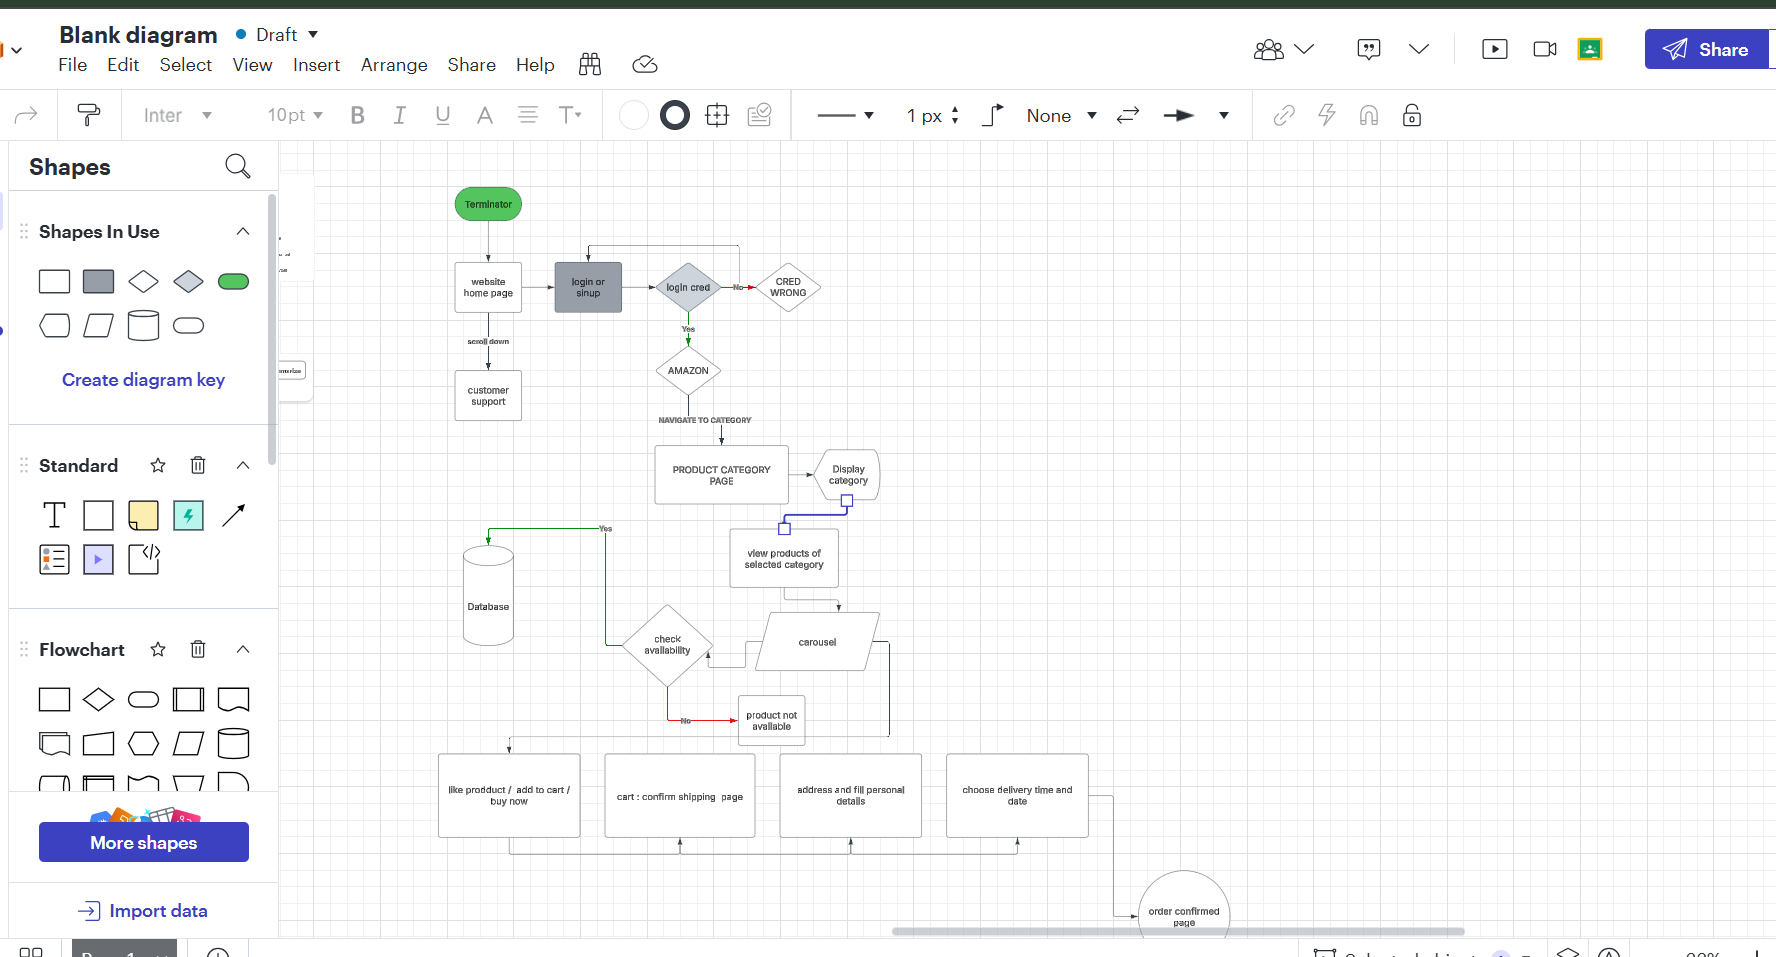 Blank diagram
Draft
File Edit Select View Insert Arrange Share Help
Share
Inter
10pt
B I U A T
1 px
None
Shapes
Shapes In Use
Create diagram key
Standard
T
Flowchart
More shapes
Import data
Terminator
website
home page
login or
sinup
login cred
No
CRED
WRONG
scroll down
Yes
customer
support
AMAZON
NAVIGATE TO CATEGORY
PRODUCT CATEGORY
PAGE
Display
category
Yes
view products of
selected category
Database
check
availability
carousel
No
product not
available
like prodduct / add to cart /
buy now
cart : confirm shipping page
address and fill personal
details
choose delivery time and
date
order confirmed
page